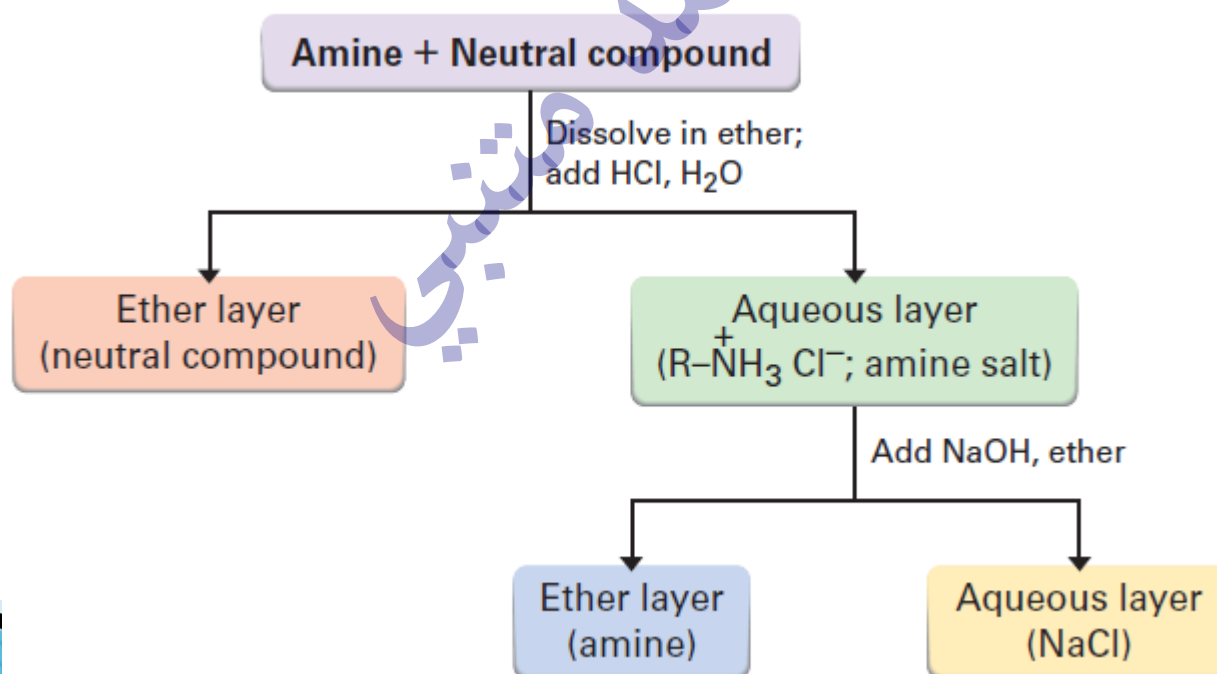 Amine + Neutral compound
Dissolve in ether;
add HCl, H₂O
Ether layer
(neutral compound)
Aqueous layer
(R–N⁺H₃ Cl⁻; amine salt)
Add NaOH, ether
Ether layer
(amine)
Aqueous layer
(NaCl)